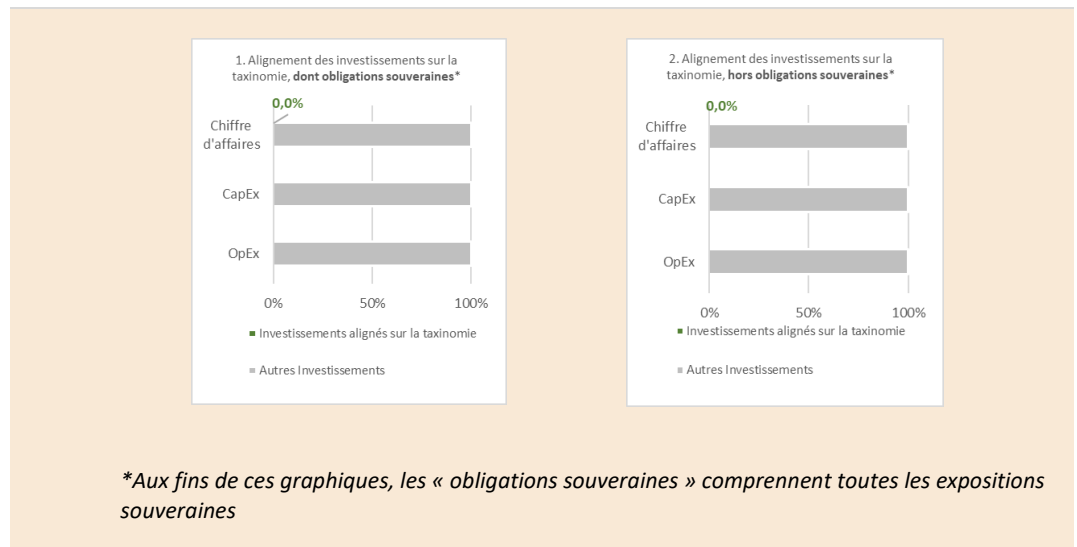 1. Alignement des investissements sur la
taxinomie, dont obligations souveraines*
0,0%
Chiffre
d'affaires
CapEx
OpEx
0%
50%
100%
Investissements alignés sur la taxinomie
Autres Investissements
2. Alignement des investissements sur la
taxinomie, hors obligations souveraines*
0,0%
Chiffre
d'affaires
CapEx
OpEx
0%
50%
100%
Investissements alignés sur la taxinomie
Autres Investissements
*Aux fins de ces graphiques, les « obligations souveraines » comprennent toutes les expositions
souveraines